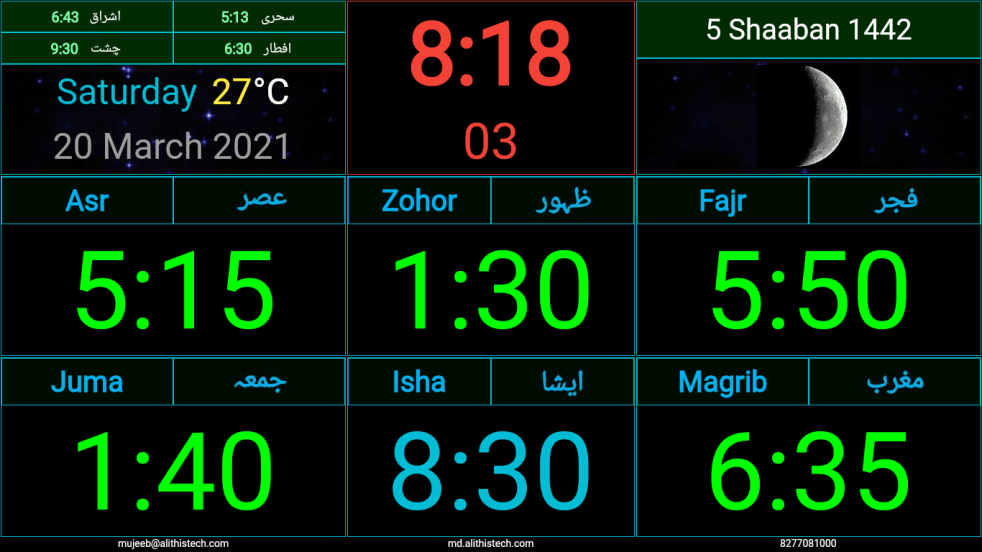 6:43 اشراق
5:13 سحری
9:30 چشت
6:30 افطار
Saturday 27°C
20 March 2021
8:18
03
5 Shaaban 1442
Asr عصر
5:15
Zohor ظہور
1:30
Fajr فجر
5:50
Juma جمعہ
1:40
Isha ایشا
8:30
Magrib مغرب
6:35
mujeeb@alithistech.com
md.alithistech.com
8277081000